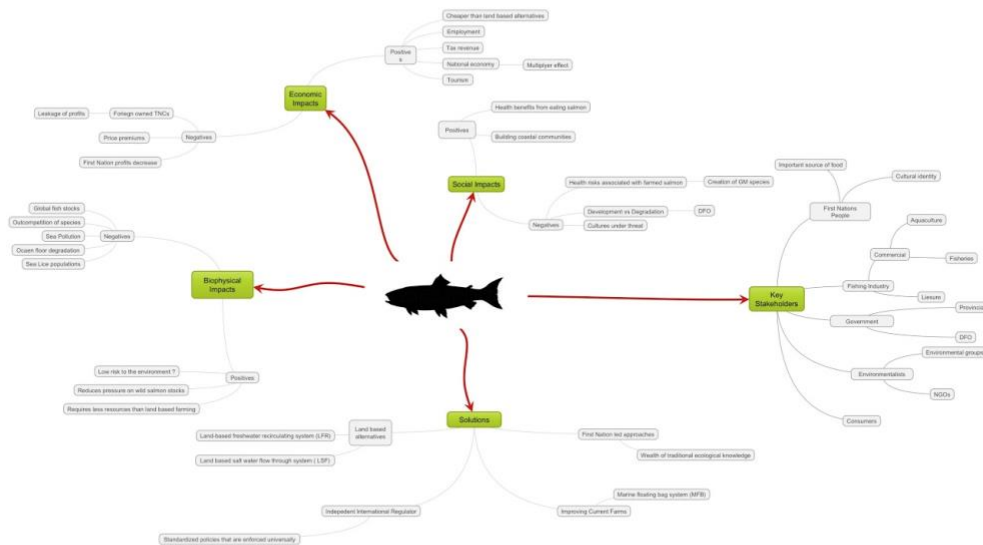 Cheaper than land based alternatives
Employment
Positive
s
Tax revenue
National economy
Multiplyer effect
Tourism
Economic
Impacts
Leakage of profits
Foriegn owned TNCs
Price premiums
Negatives
First Nation profits decrease
Health benefits from eating salmon
Positives
Building coastal communities
Social Impacts
Health risks associated with farmed salmon
Creation of GM species
Development vs Degradation
DFO
Negatives
Cultures under threat
Global fish stocks
Outcompetition of species
Negatives
Sea Pollution
Ocaen floor degradation
Sea Lice populations
Biophysical
Impacts
Low risk to the environment ?
Positives
Reduces pressure on wild salmon stocks
Requires less resources than land based farming
Important source of food
Cultural identity
First Nations
People
Aquaculture
Commercial
Fisheries
Fishing Industry
Liesure
Key
Stakeholders
Provincial
Government
DFO
Environmental groups
Environmentalists
NGOs
Consumers
Solutions
Land based
alternatives
Land-based freshwater recirculating system (LFR)
Land based salt water flow through system ( LSF)
First Nation led approaches
Wealth of traditional ecological knowledge
Marine floating bag system (MFB)
Improving Current Farms
Indepedent International Regulator
Standardized policies that are enforced universally